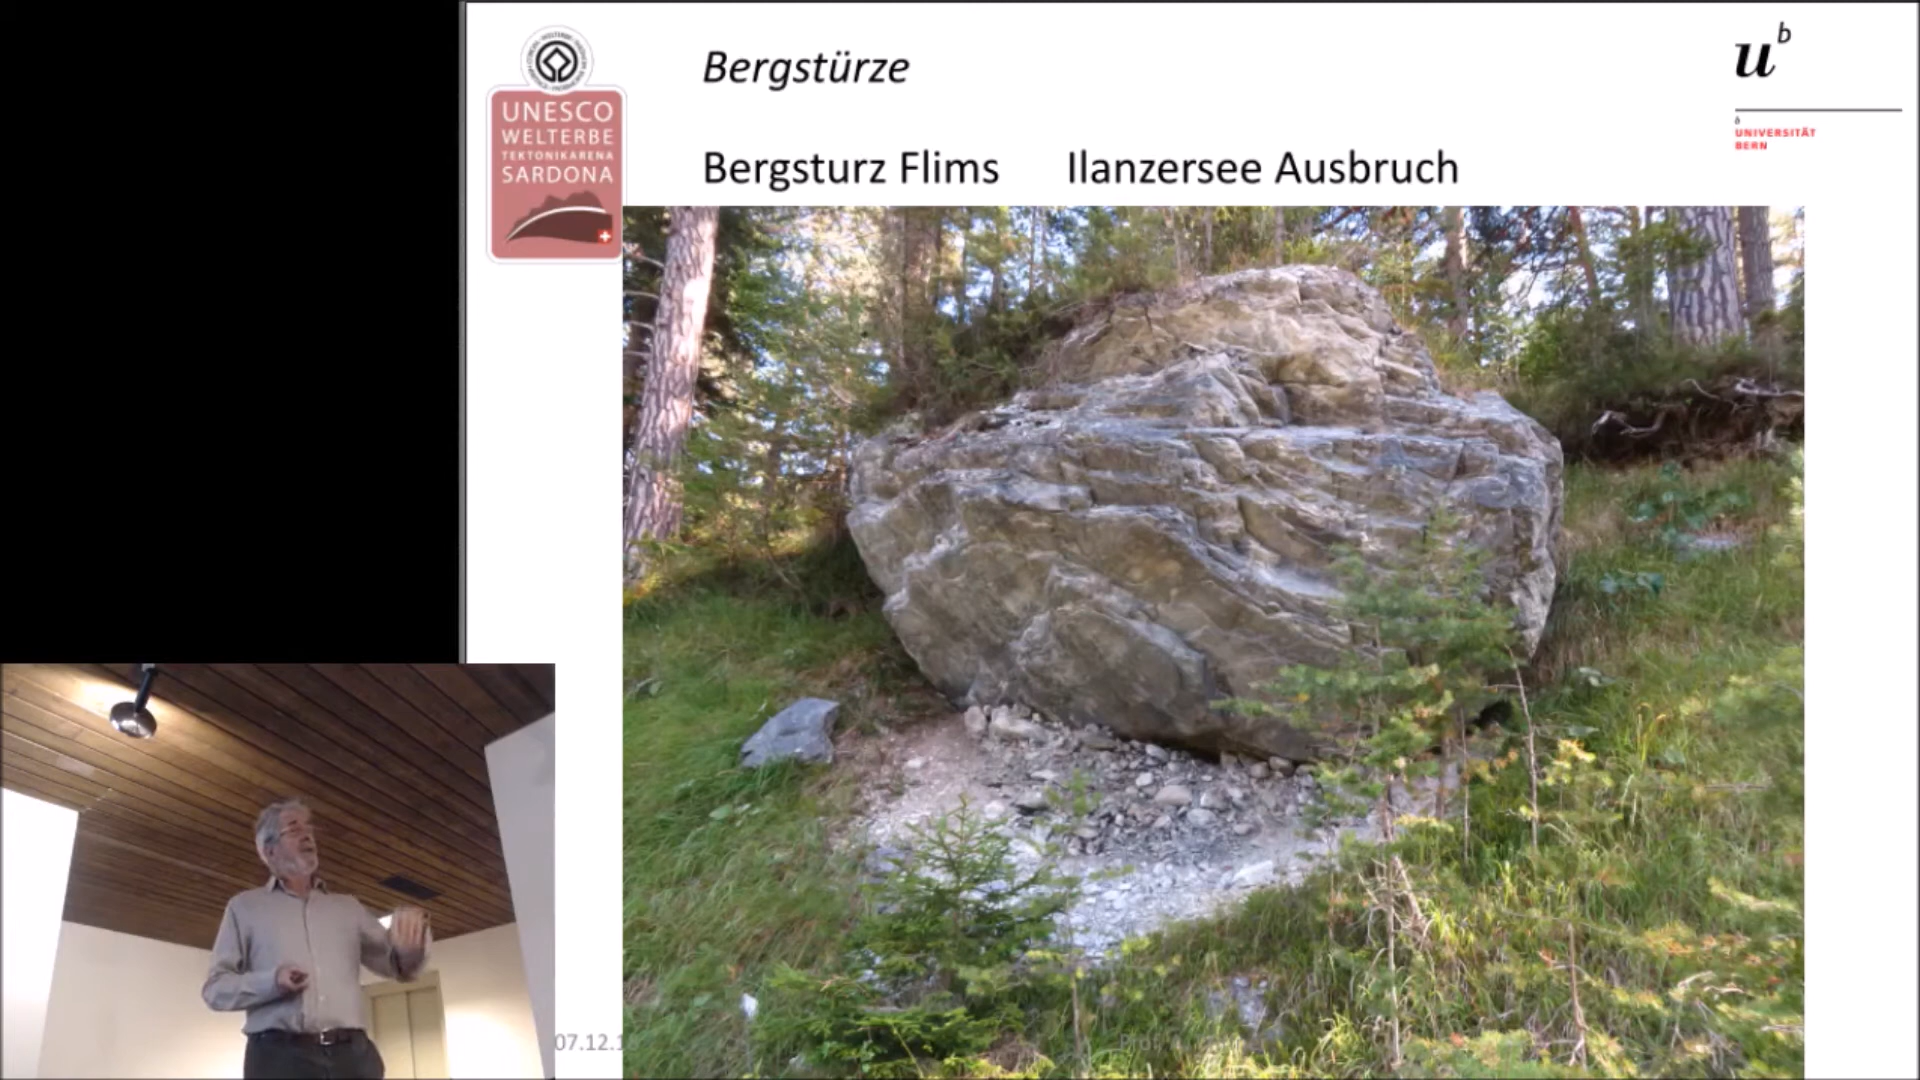 Bergstürze
Bergsturz Flims Ilanzersee Ausbruch
UNESCO
WELTERBE
TEKTONIKARENA
SARDONA
u
b
b
UNIVERSITÄT
BERN
07.12.1